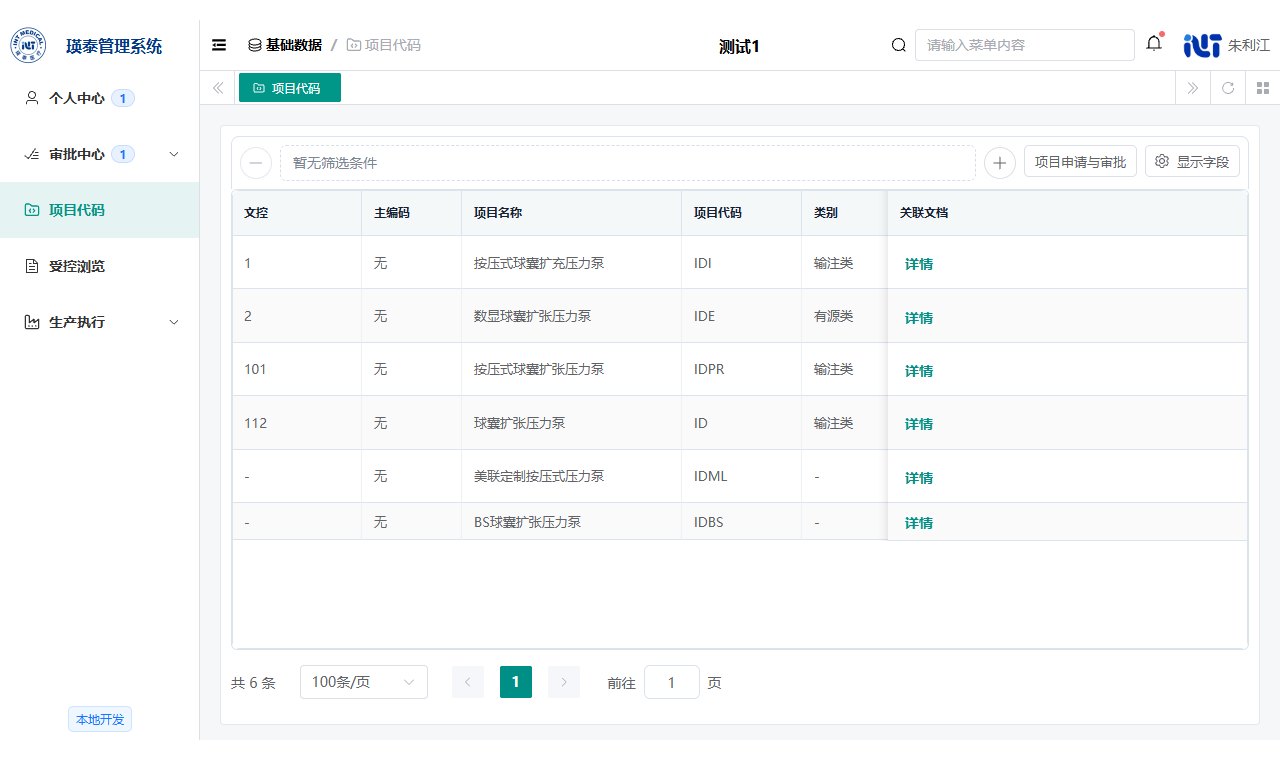 瑛泰管理系统
基础数据 / 项目代码
测试1
请输入菜单内容
朱利江
个人中心 1
审批中心 1
项目代码
受控浏览
生产执行
本地开发
项目代码
暂无筛选条件
项目申请与审批
显示字段
文控 主编码 项目名称 项目代码 类别 关联文档
1 无 按压式球囊扩充压力泵 IDI 输注类 详情
2 无 数显球囊扩张压力泵 IDE 有源类 详情
101 无 按压式球囊扩张压力泵 IDPR 输注类 详情
112 无 球囊扩张压力泵 ID 输注类 详情
- 无 美联定制按压式压力泵 IDML - 详情
- 无 BS球囊扩张压力泵 IDBS - 详情
共 6 条 100条/页 1 前往 1 页